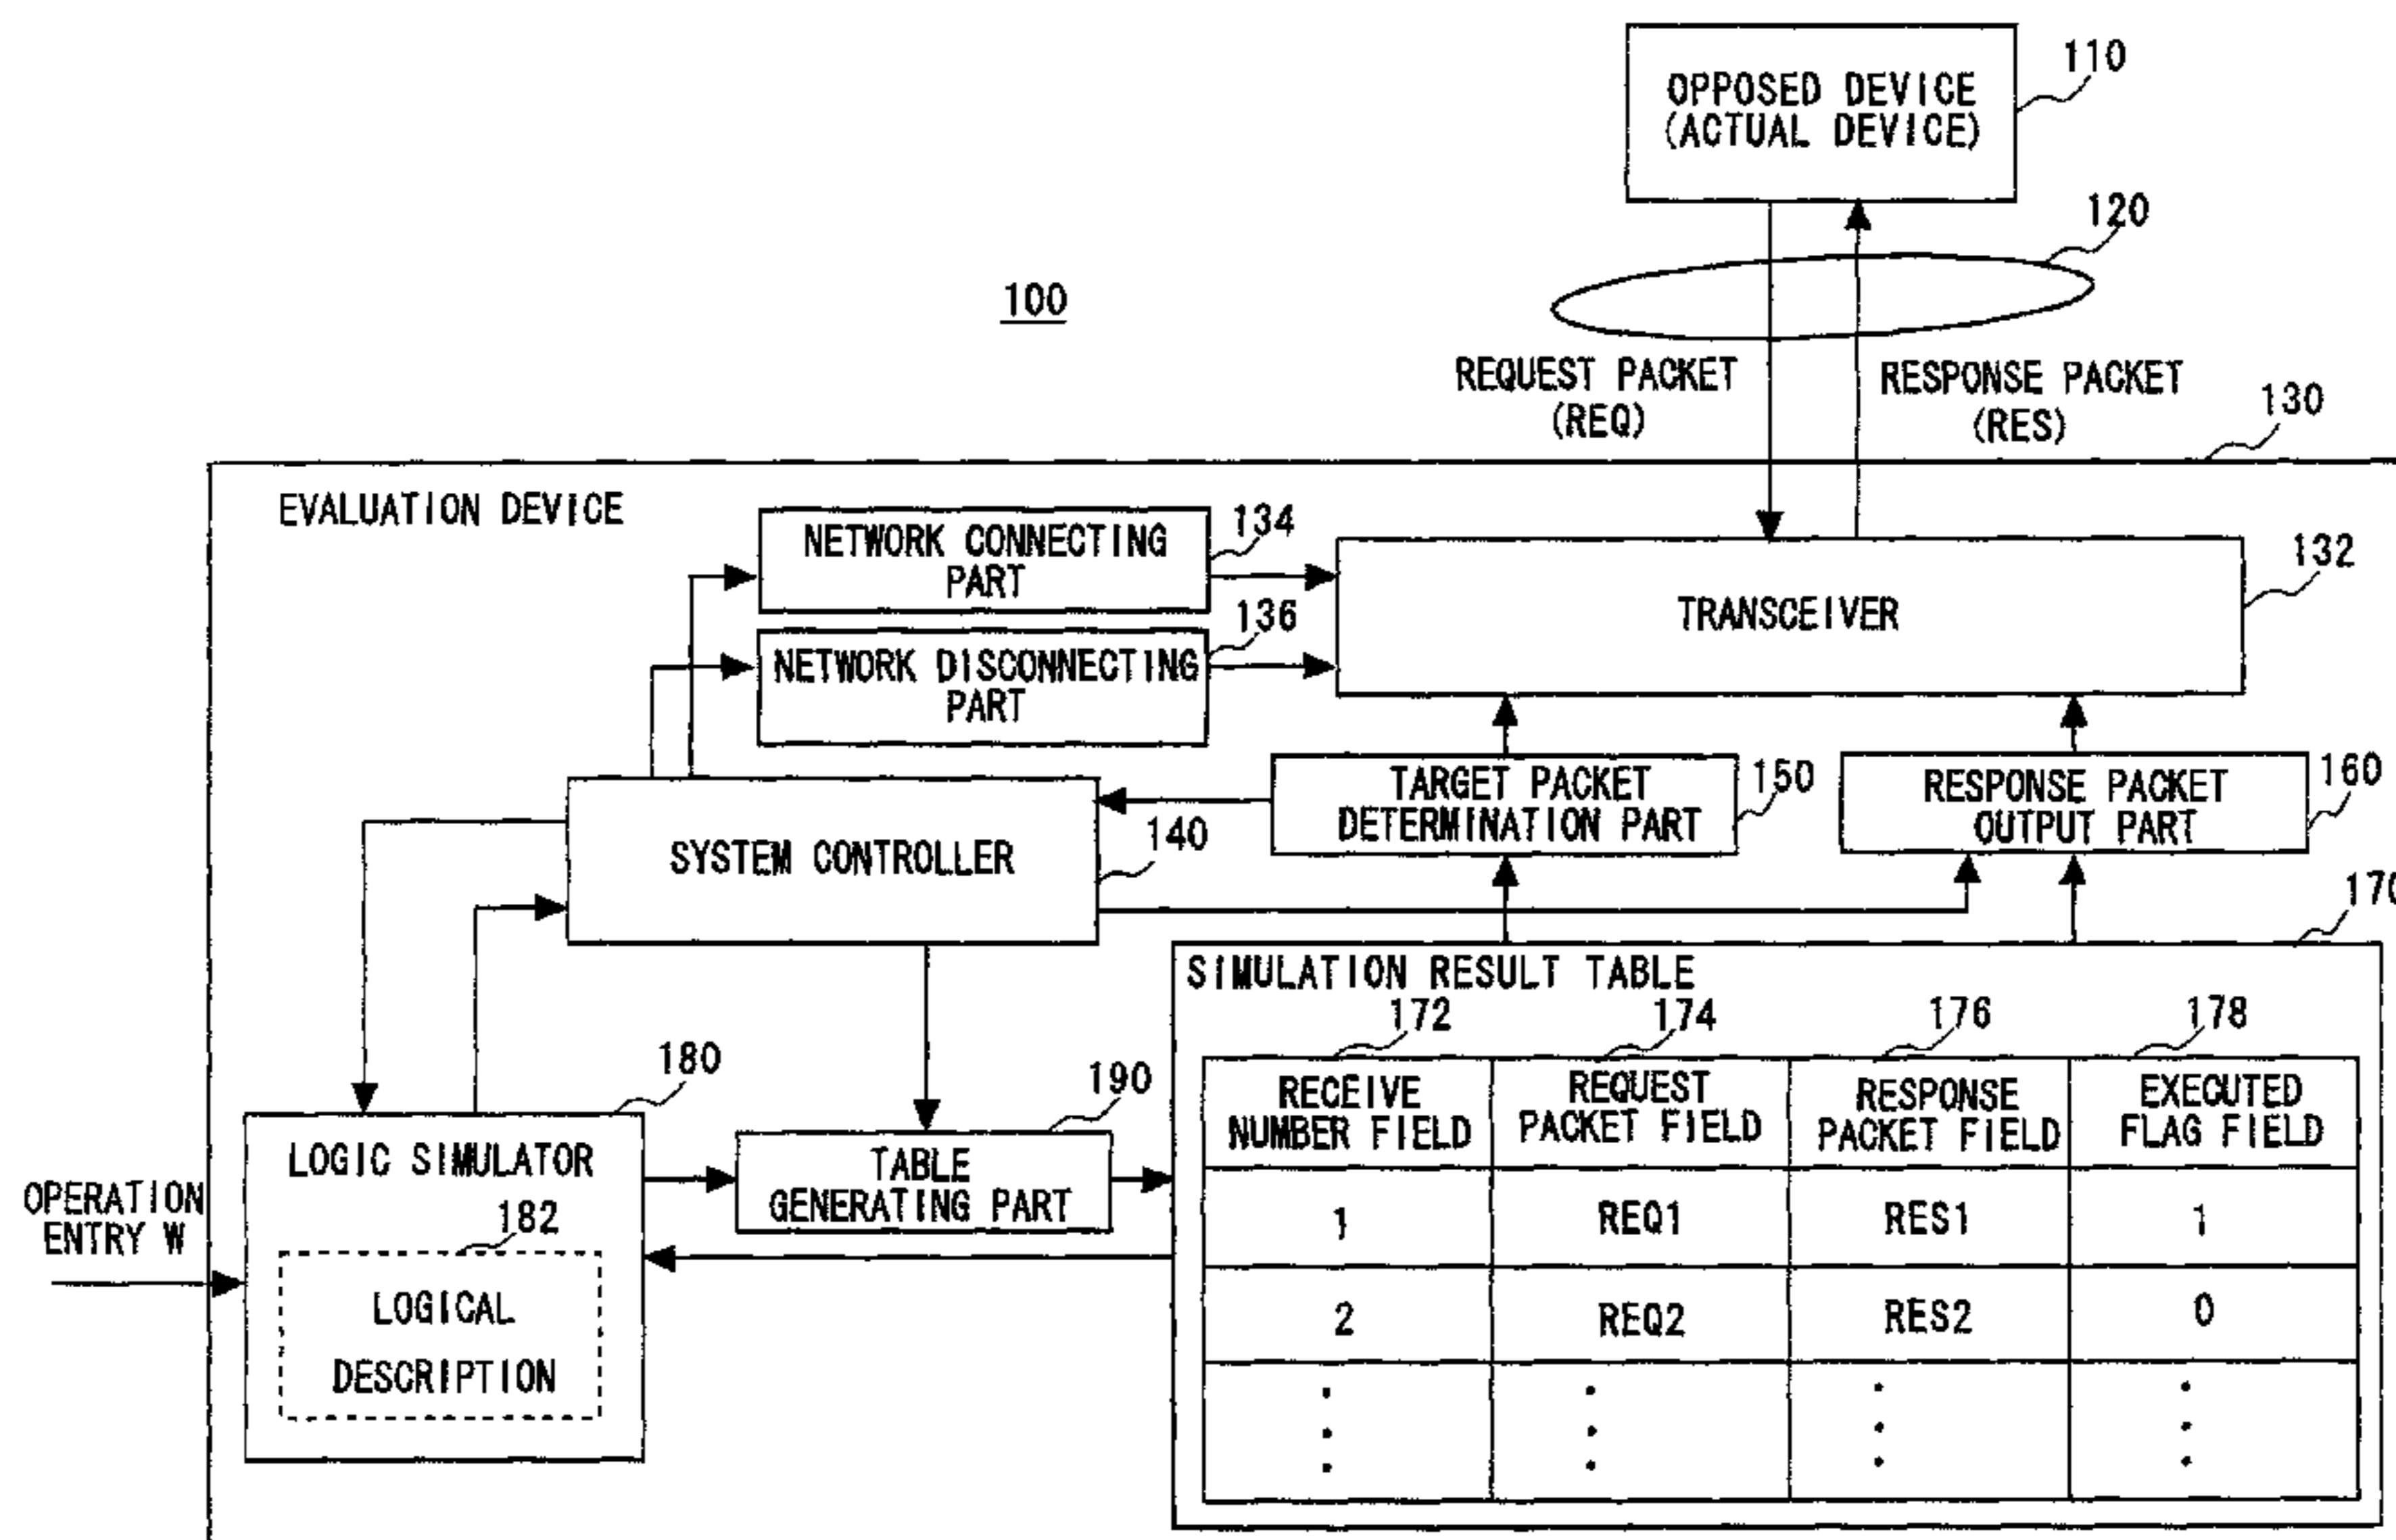 110
OPPOSED DEVICE
(ACTUAL DEVICE)
120
100
REQUEST PACKET
(REQ)
RESPONSE PACKET
(RES)
130
EVALUATION DEVICE
134
NETWORK CONNECTING
PART
132
TRANSCEIVER
136
NETWORK DISCONNECTING
PART
150
TARGET PACKET
DETERMINATION PART
160
RESPONSE PACKET
OUTPUT PART
SYSTEM CONTROLLER
140
170
SIMULATION RESULT TABLE
172
174
176
178
RECEIVE
NUMBER FIELD
REQUEST
PACKET FIELD
RESPONSE
PACKET FIELD
EXECUTED
FLAG FIELD
1
REQ1
RES1
1
2
REQ2
RES2
0
180
LOGIC SIMULATOR
190
TABLE
GENERATING PART
OPERATION
ENTRY W
182
LOGICAL
DESCRIPTION